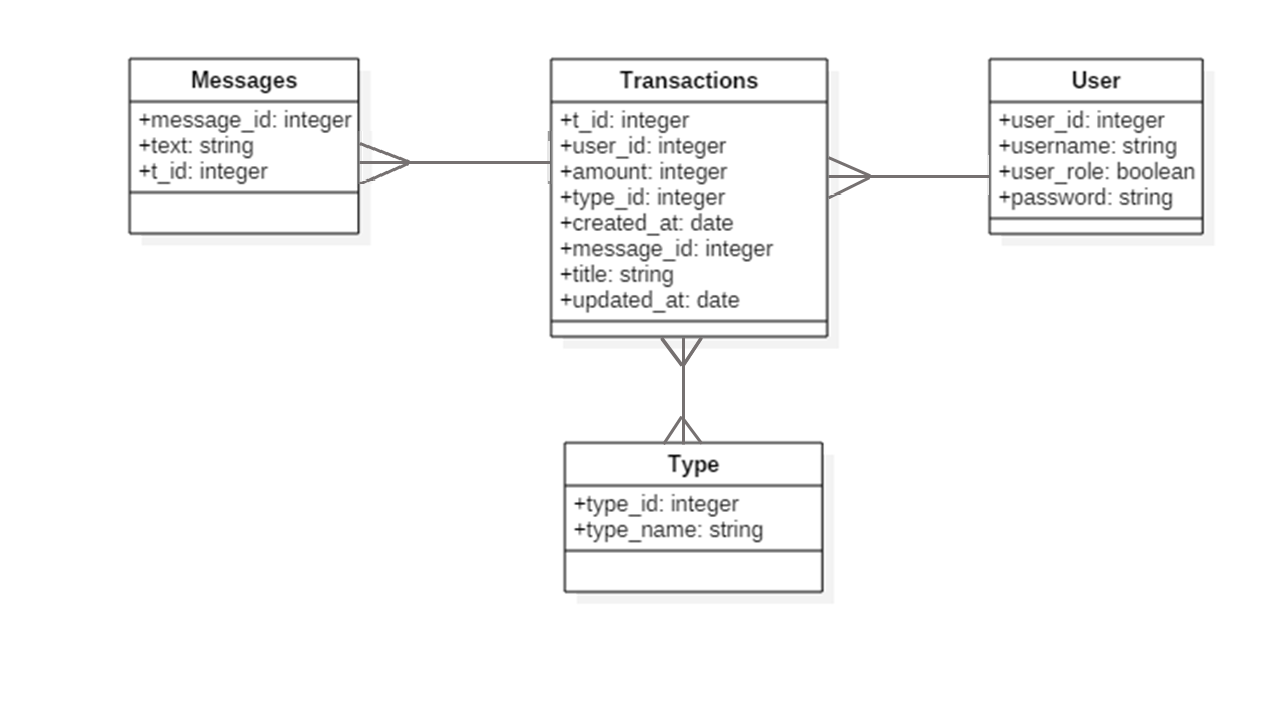 Messages
+message_id: integer
+text: string
+t_id: integer
Transactions
+t_id: integer
+user_id: integer
+amount: integer
+type_id: integer
+created_at: date
+message_id: integer
+title: string
+updated_at: date
User
+user_id: integer
+username: string
+user_role: boolean
+password: string
Type
+type_id: integer
+type_name: string